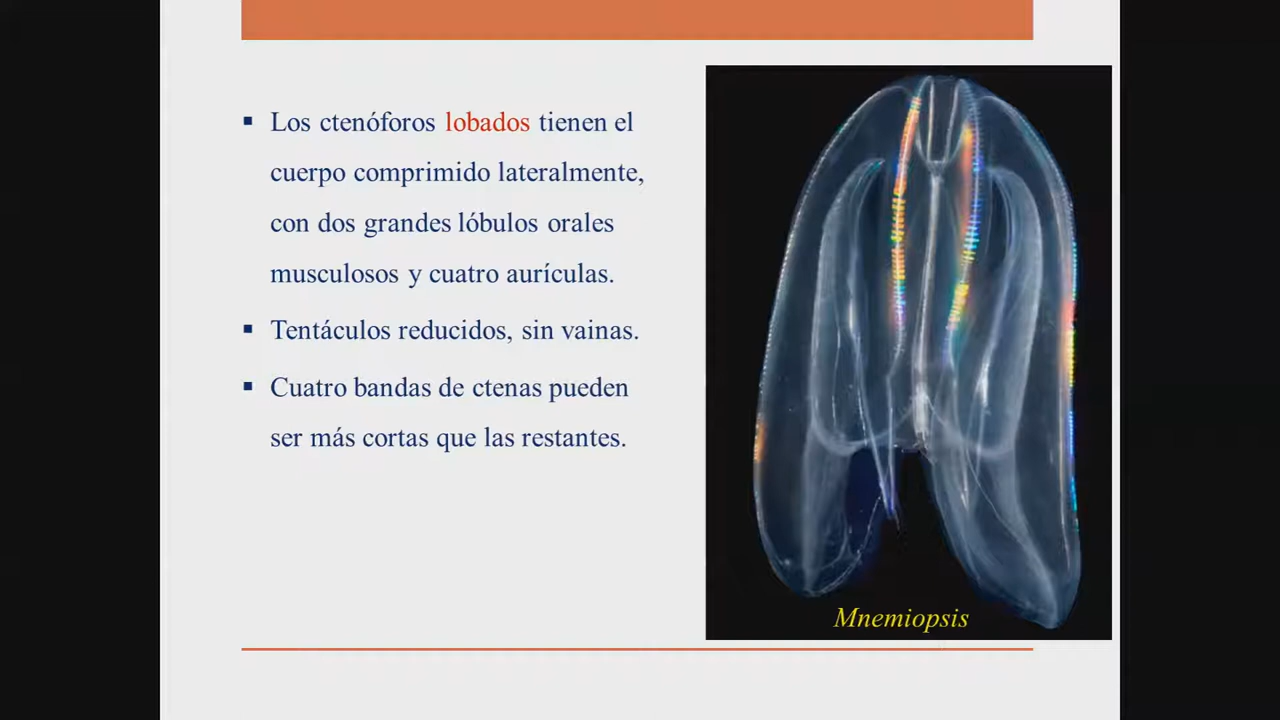 ▪ Los ctenóforos lobados tienen el
cuerpo comprimido lateralmente,
con dos grandes lóbulos orales
musculosos y cuatro aurículas.
▪ Tentáculos reducidos, sin vainas.
▪ Cuatro bandas de ctenas pueden
ser más cortas que las restantes.
Mnemiopsis